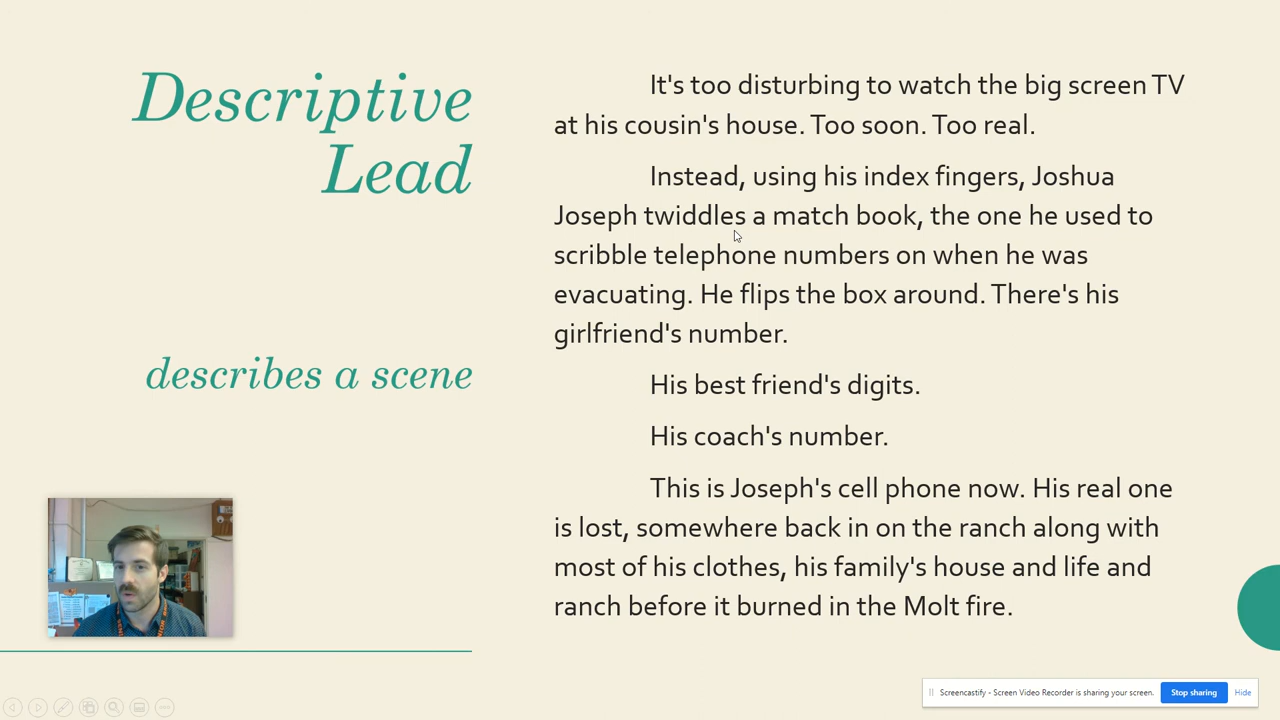 Descriptive
Lead
describes a scene
It's too disturbing to watch the big screen TV
at his cousin's house. Too soon. Too real.
Instead, using his index fingers, Joshua
Joseph twiddles a match book, the one he used to
scribble telephone numbers on when he was
evacuating. He flips the box around. There's his
girlfriend's number.
His best friend's digits.
His coach's number.
This is Joseph's cell phone now. His real one
is lost, somewhere back in on the ranch along with
most of his clothes, his family's house and life and
ranch before it burned in the Molt fire.
Screencastify - Screen Video Recorder is sharing your screen.
Stop sharing
Hide